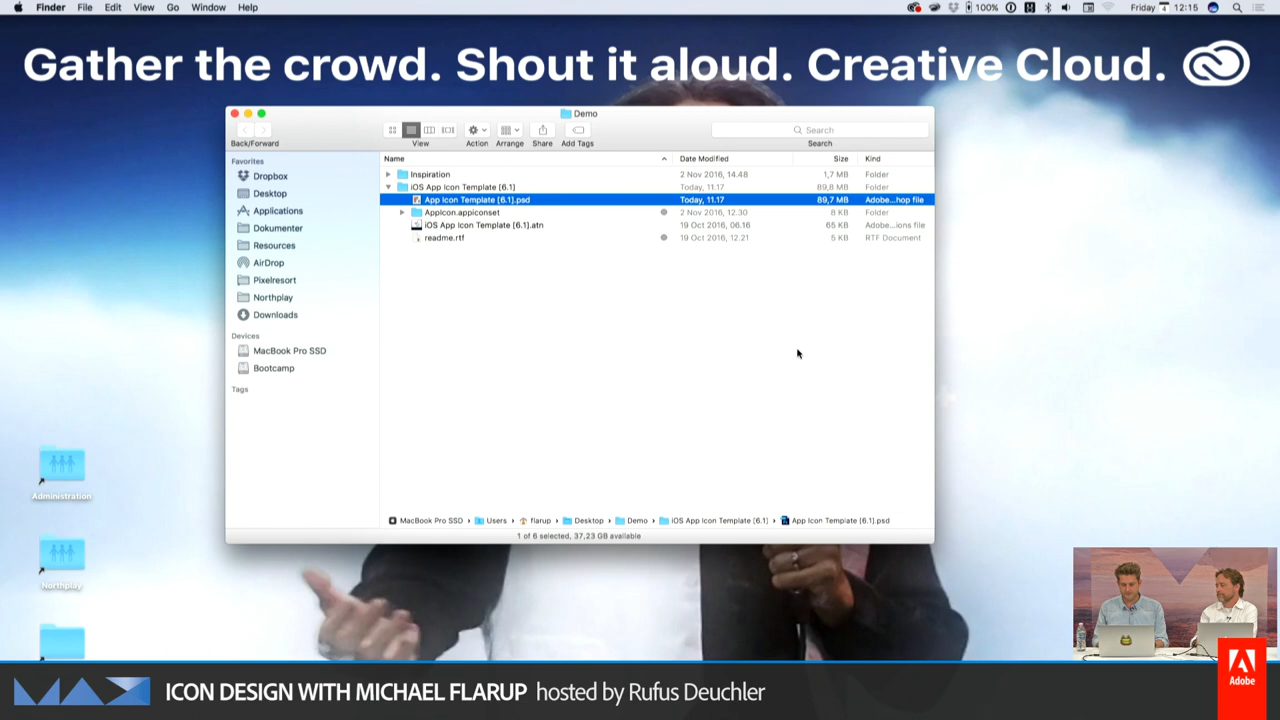 Finder File Edit View Go Window Help
100% Friday 4 12:15
Gather the crowd. Shout it aloud. Creative Cloud.
Demo
Search
Back/Forward View Action Arrange Share Add Tags Search
Favorites
Dropbox
Desktop
Applications
Dokumenter
Resources
AirDrop
Pixelresort
Northplay
Downloads
Devices
MacBook Pro SSD
Bootcamp
Tags
Name Date Modified Size Kind
Inspiration 2 Nov 2016, 14.48 1,7 MB Folder
iOS App Icon Template [6.1] Today, 11.17 89,8 MB Folder
App Icon Template [6.1].psd Today, 11.17 89,7 MB Adobe...hop file
AppIcon.appiconset 2 Nov 2016, 12.30 8 KB Folder
iOS App Icon Template [6.1].atn 19 Oct 2016, 06.16 65 KB Adobe...ions file
readme.rtf 19 Oct 2016, 12.21 5 KB RTF Document
MacBook Pro SSD › Users › flarup › Desktop › Demo › iOS App Icon Template [6.1] › App Icon Template [6.1].psd
1 of 6 selected, 37,23 GB available
Administration
Northplay
MAX ICON DESIGN WITH MICHAEL FLARUP hosted by Rufus Deuchler
Adobe